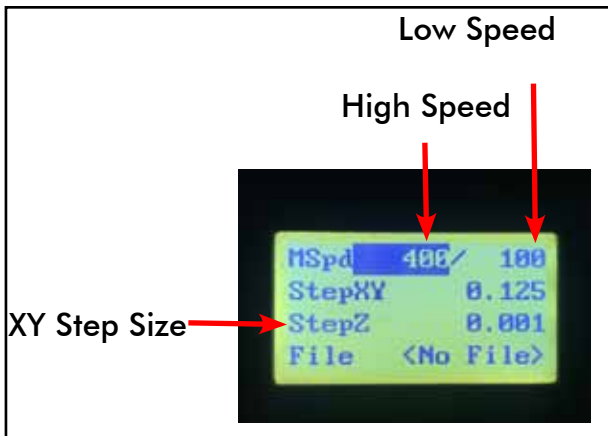 Low Speed
High Speed
MSpd 400/ 100
StepXY 0.125
XY Step Size
StepZ 0.001
File <No File>